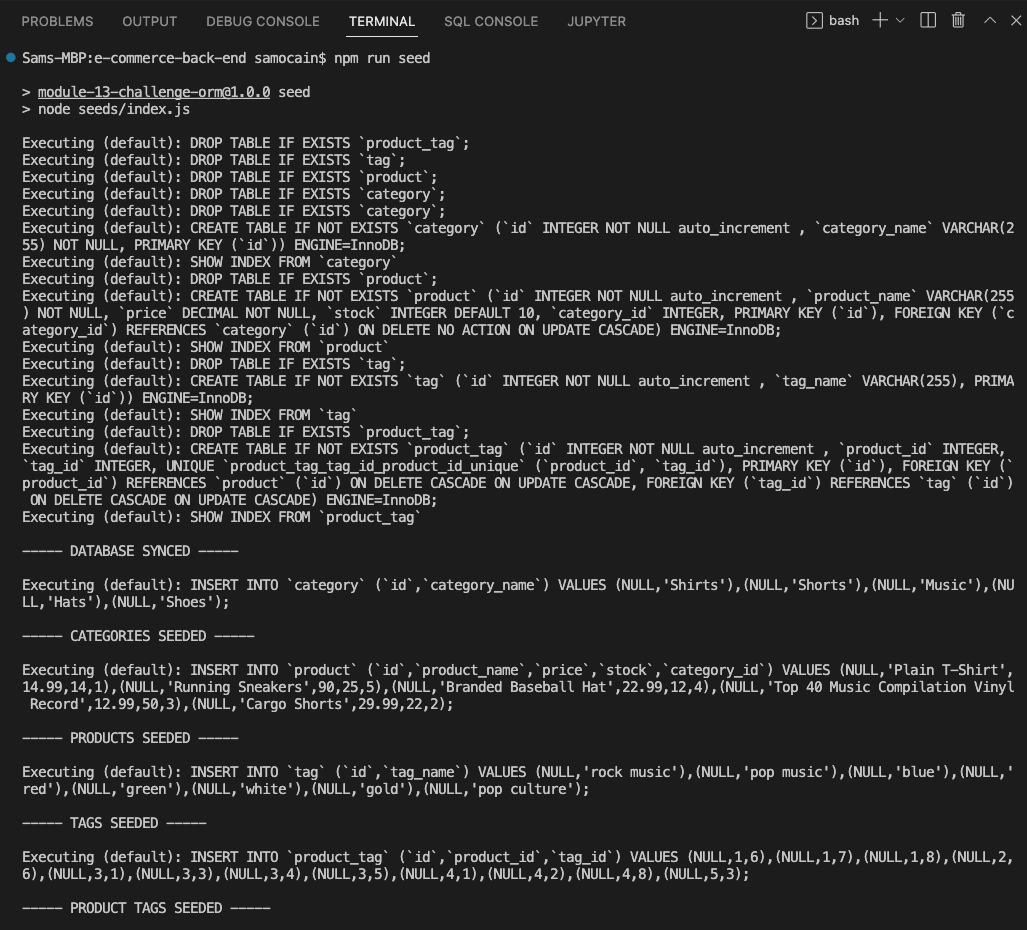 PROBLEMS OUTPUT DEBUG CONSOLE TERMINAL SQL CONSOLE JUPYTER bash
Sams-MBP:e-commerce-back-end samocain$ npm run seed
> module-13-challenge-orm@1.0.0 seed
> node seeds/index.js
Executing (default): DROP TABLE IF EXISTS `product_tag`;
Executing (default): DROP TABLE IF EXISTS `tag`;
Executing (default): DROP TABLE IF EXISTS `product`;
Executing (default): DROP TABLE IF EXISTS `category`;
Executing (default): DROP TABLE IF EXISTS `category`;
Executing (default): CREATE TABLE IF NOT EXISTS `category` (`id` INTEGER NOT NULL auto_increment , `category_name` VARCHAR(2
55) NOT NULL, PRIMARY KEY (`id`)) ENGINE=InnoDB;
Executing (default): SHOW INDEX FROM `category`
Executing (default): DROP TABLE IF EXISTS `product`;
Executing (default): CREATE TABLE IF NOT EXISTS `product` (`id` INTEGER NOT NULL auto_increment , `product_name` VARCHAR(255
) NOT NULL, `price` DECIMAL NOT NULL, `stock` INTEGER DEFAULT 10, `category_id` INTEGER, PRIMARY KEY (`id`), FOREIGN KEY (`c
ategory_id`) REFERENCES `category` (`id`) ON DELETE NO ACTION ON UPDATE CASCADE) ENGINE=InnoDB;
Executing (default): SHOW INDEX FROM `product`
Executing (default): DROP TABLE IF EXISTS `tag`;
Executing (default): CREATE TABLE IF NOT EXISTS `tag` (`id` INTEGER NOT NULL auto_increment , `tag_name` VARCHAR(255), PRIMA
RY KEY (`id`)) ENGINE=InnoDB;
Executing (default): SHOW INDEX FROM `tag`
Executing (default): DROP TABLE IF EXISTS `product_tag`;
Executing (default): CREATE TABLE IF NOT EXISTS `product_tag` (`id` INTEGER NOT NULL auto_increment , `product_id` INTEGER,
`tag_id` INTEGER, UNIQUE `product_tag_tag_id_product_id_unique` (`product_id`, `tag_id`), PRIMARY KEY (`id`), FOREIGN KEY (`
product_id`) REFERENCES `product` (`id`) ON DELETE CASCADE ON UPDATE CASCADE, FOREIGN KEY (`tag_id`) REFERENCES `tag` (`id`)
ON DELETE CASCADE ON UPDATE CASCADE) ENGINE=InnoDB;
Executing (default): SHOW INDEX FROM `product_tag`
----- DATABASE SYNCED -----
Executing (default): INSERT INTO `category` (`id`,`category_name`) VALUES (NULL,'Shirts'),(NULL,'Shorts'),(NULL,'Music'),(NU
LL,'Hats'),(NULL,'Shoes');
----- CATEGORIES SEEDED -----
Executing (default): INSERT INTO `product` (`id`,`product_name`,`price`,`stock`,`category_id`) VALUES (NULL,'Plain T-Shirt',
14.99,14,1),(NULL,'Running Sneakers',90,25,5),(NULL,'Branded Baseball Hat',22.99,12,4),(NULL,'Top 40 Music Compilation Vinyl
Record',12.99,50,3),(NULL,'Cargo Shorts',29.99,22,2);
----- PRODUCTS SEEDED -----
Executing (default): INSERT INTO `tag` (`id`,`tag_name`) VALUES (NULL,'rock music'),(NULL,'pop music'),(NULL,'blue'),(NULL,'
red'),(NULL,'green'),(NULL,'white'),(NULL,'gold'),(NULL,'pop culture');
----- TAGS SEEDED -----
Executing (default): INSERT INTO `product_tag` (`id`,`product_id`,`tag_id`) VALUES (NULL,1,6),(NULL,1,7),(NULL,1,8),(NULL,2,
6),(NULL,3,1),(NULL,3,3),(NULL,3,4),(NULL,3,5),(NULL,4,1),(NULL,4,2),(NULL,4,8),(NULL,5,3);
----- PRODUCT TAGS SEEDED -----